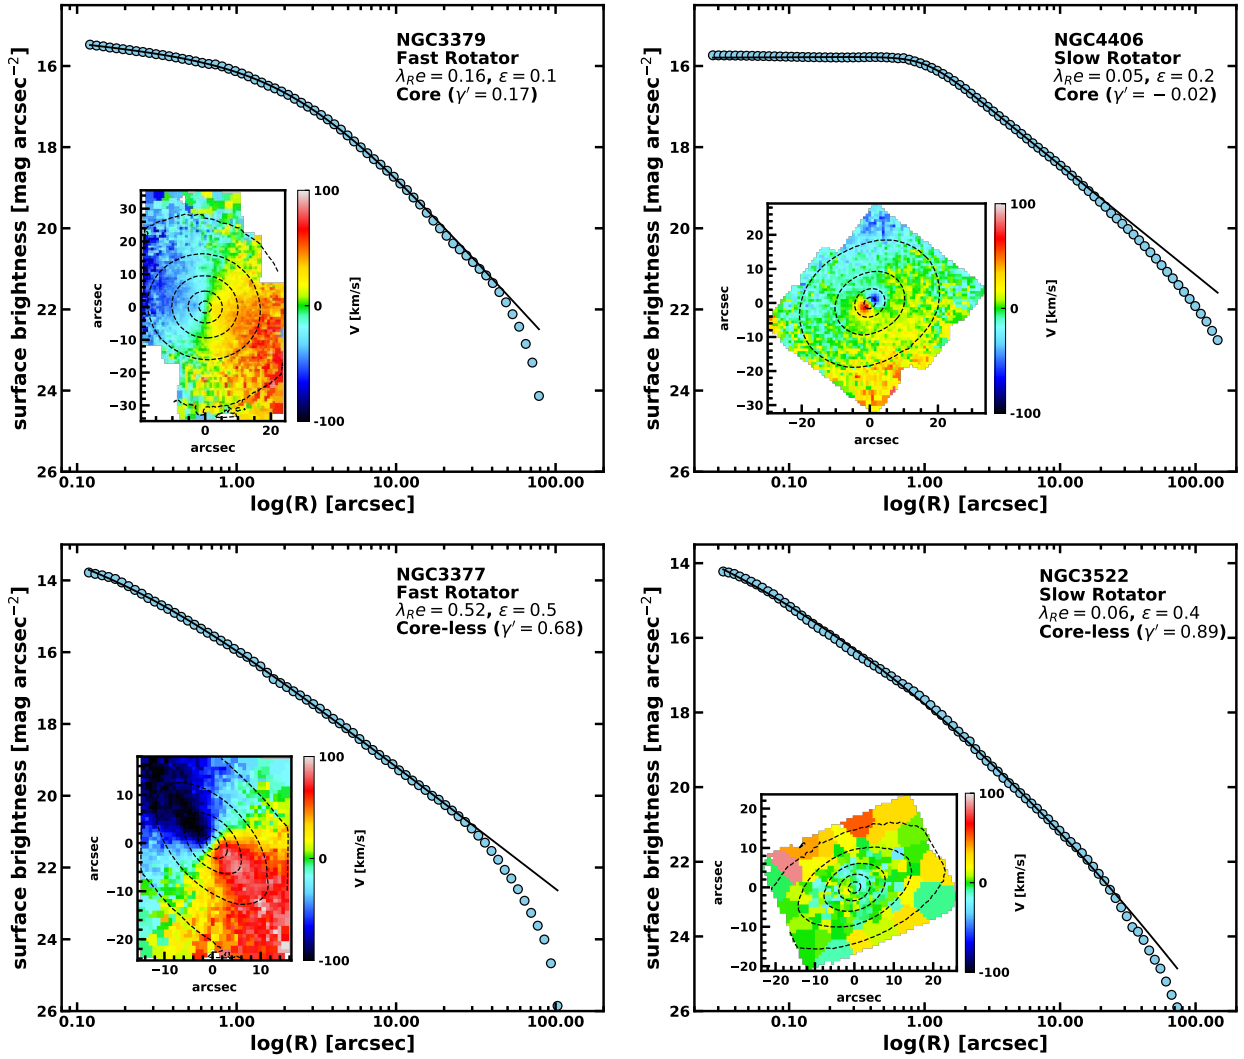 NGC3379
Fast Rotator
λ_R e = 0.16, ε = 0.1
Core (γ′ = 0.17)
surface brightness [mag arcsec⁻²]
16
18
20
22
24
26
0.10 1.00 10.00 100.00
log(R) [arcsec]
30
20
10
0
−10
−20
−30
arcsec
0 20
arcsec
100
0
-100
V [km/s]
NGC4406
Slow Rotator
λ_R e = 0.05, ε = 0.2
Core (γ′ = −0.02)
surface brightness [mag arcsec⁻²]
16
18
20
22
24
26
0.10 1.00 10.00 100.00
log(R) [arcsec]
30
20
10
0
−10
−20
−30
arcsec
−20 0 20
arcsec
100
0
-100
V [km/s]
NGC3377
Fast Rotator
λ_R e = 0.52, ε = 0.5
Core-less (γ′ = 0.68)
surface brightness [mag arcsec⁻²]
14
16
18
20
22
24
26
0.10 1.00 10.00 100.00
log(R) [arcsec]
10
0
−10
−20
arcsec
−10 0 10
arcsec
100
0
-100
V [km/s]
NGC3522
Slow Rotator
λ_R e = 0.06, ε = 0.4
Core-less (γ′ = 0.89)
surface brightness [mag arcsec⁻²]
14
16
18
20
22
24
26
0.10 1.00 10.00 100.00
log(R) [arcsec]
20
10
0
−10
−20
arcsec
−20 −10 0 10 20
arcsec
100
0
-100
V [km/s]